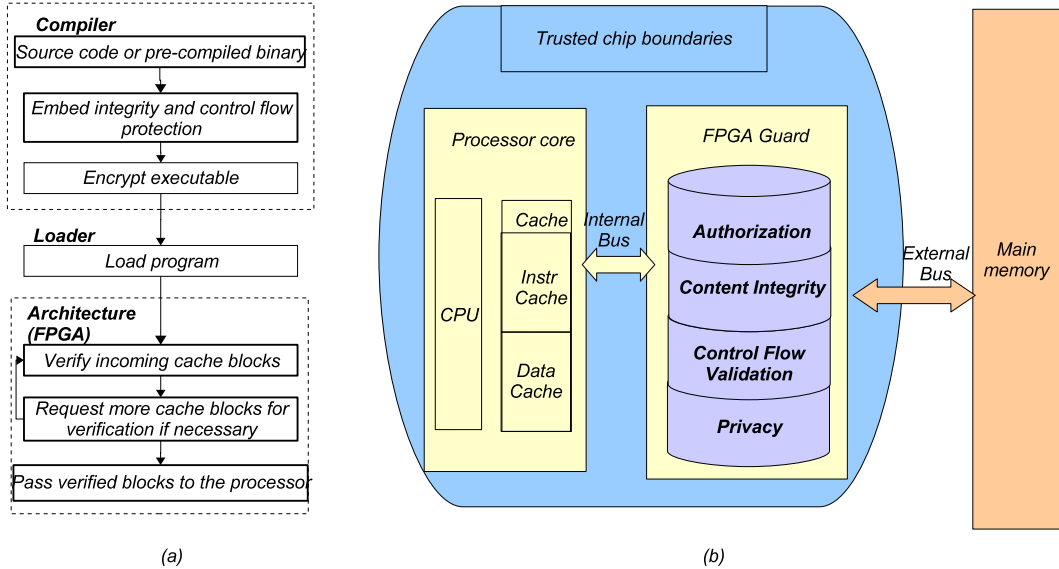 Compiler
Source code or pre-compiled binary
Embed integrity and control flow
protection
Encrypt executable
Loader
Load program
Architecture
(FPGA)
Verify incoming cache blocks
Request more cache blocks for
verification if necessary
Pass verified blocks to the processor
(a)
Trusted chip boundaries
Processor core
CPU
Cache
Instr
Cache
Data
Cache
Internal
Bus
FPGA Guard
Authorization
Content Integrity
Control Flow
Validation
Privacy
External
Bus
Main
memory
(b)